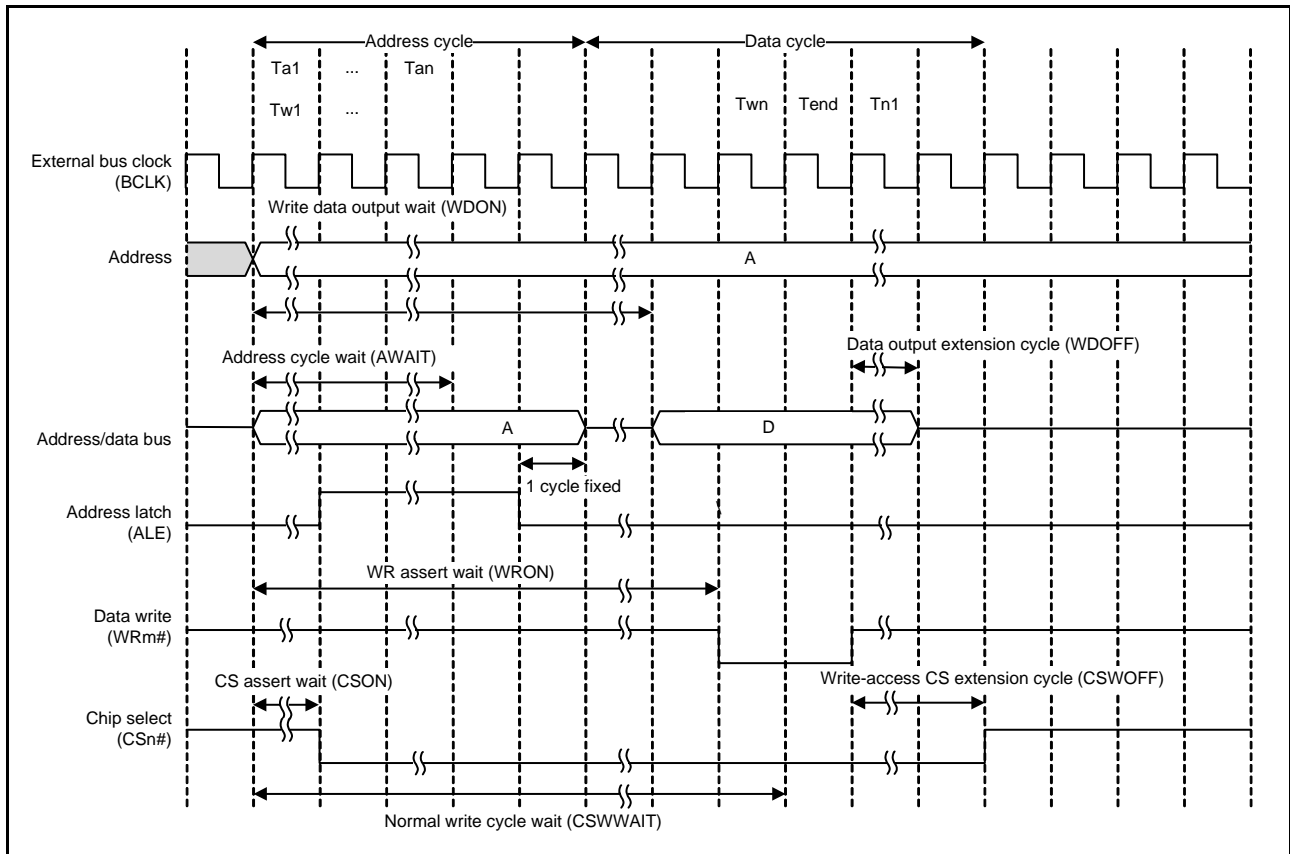 Address cycle
Data cycle
Ta1
...
Tan
Tw1
...
Twn
Tend
Tn1
External bus clock
(BCLK)
Write data output wait (WDON)
Address
A
Data output extension cycle (WDOFF)
Address cycle wait (AWAIT)
Address/data bus
A
D
1 cycle fixed
Address latch
(ALE)
WR assert wait (WRON)
Data write
(WRm#)
CS assert wait (CSON)
Write-access CS extension cycle (CSWOFF)
Chip select
(CSn#)
Normal write cycle wait (CSWWAIT)